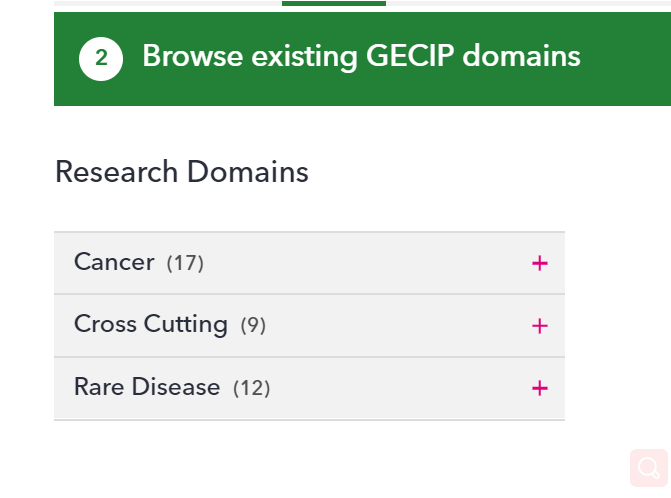 2 Browse existing GECIP domains
Research Domains
Cancer (17) +
Cross Cutting (9) +
Rare Disease (12) +